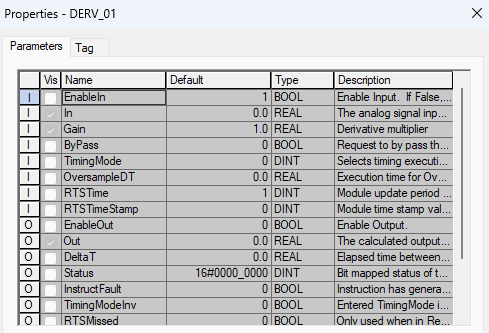 Properties - DERV_01
Parameters Tag
Vis Name Default Type Description
I EnableIn 1 BOOL Enable Input. If False,...
I In 0.0 REAL The analog signal inp...
I Gain 1.0 REAL Derivative multiplier
I ByPass 0 BOOL Request to by pass th...
I TimingMode 0 DINT Selects timing executi...
I OversampleDT 0.0 REAL Execution time for Ov...
I RTSTime 1 DINT Module update period ...
I RTSTimeStamp 0 DINT Module time stamp val...
O EnableOut 0 BOOL Enable Output.
O Out 0.0 REAL The calculated output...
O DeltaT 0.0 REAL Elapsed time between...
O Status 16#0000_0000 DINT Bit mapped status of t...
O InstructFault 0 BOOL Instruction has genera...
O TimingModeInv 0 BOOL Entered TimingMode i...
O RTSMissed 0 BOOL Only used when in Re...